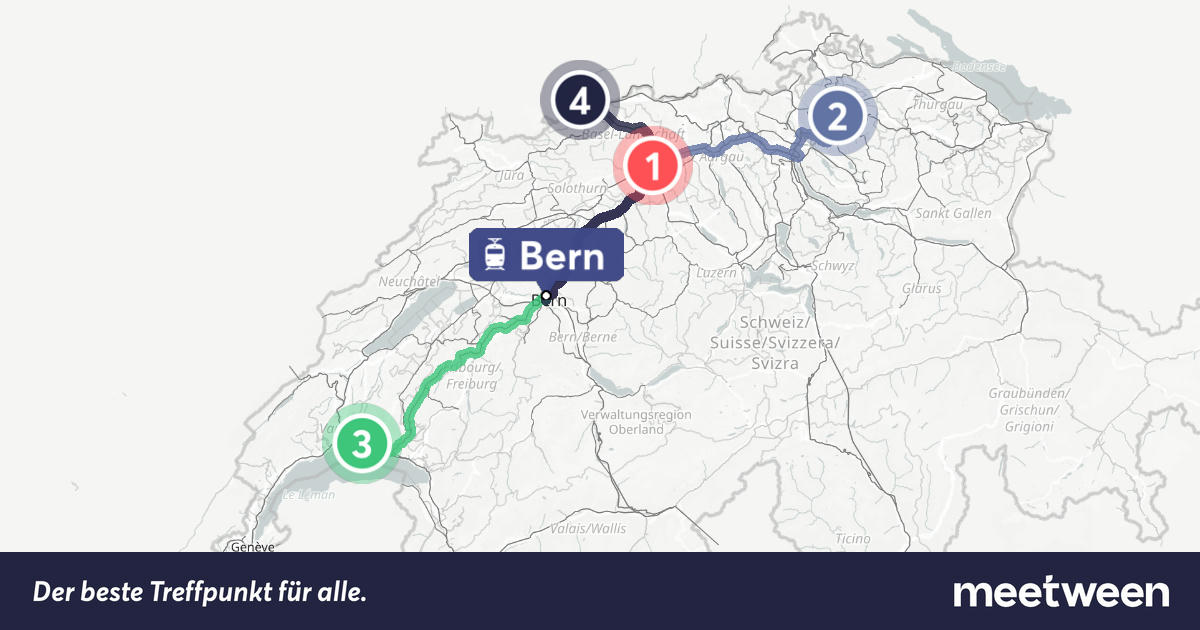 Bodensee
4
2
Thurgau
Basel-Landschaft
1
Aargau
Jura
Solothurn
Sankt Gallen
Bern
Luzern
Schwyz
Neuchâtel
Glarus
Bern/Berne
Schweiz/
Suisse/Svizzera/
Svizra
Freiburg
Graubünden/
Grischun/
Grigioni
Verwaltungsregion
Oberland
3
Le Léman
Valais/Wallis
Ticino
Genève
Der beste Treffpunkt für alle.
meetween